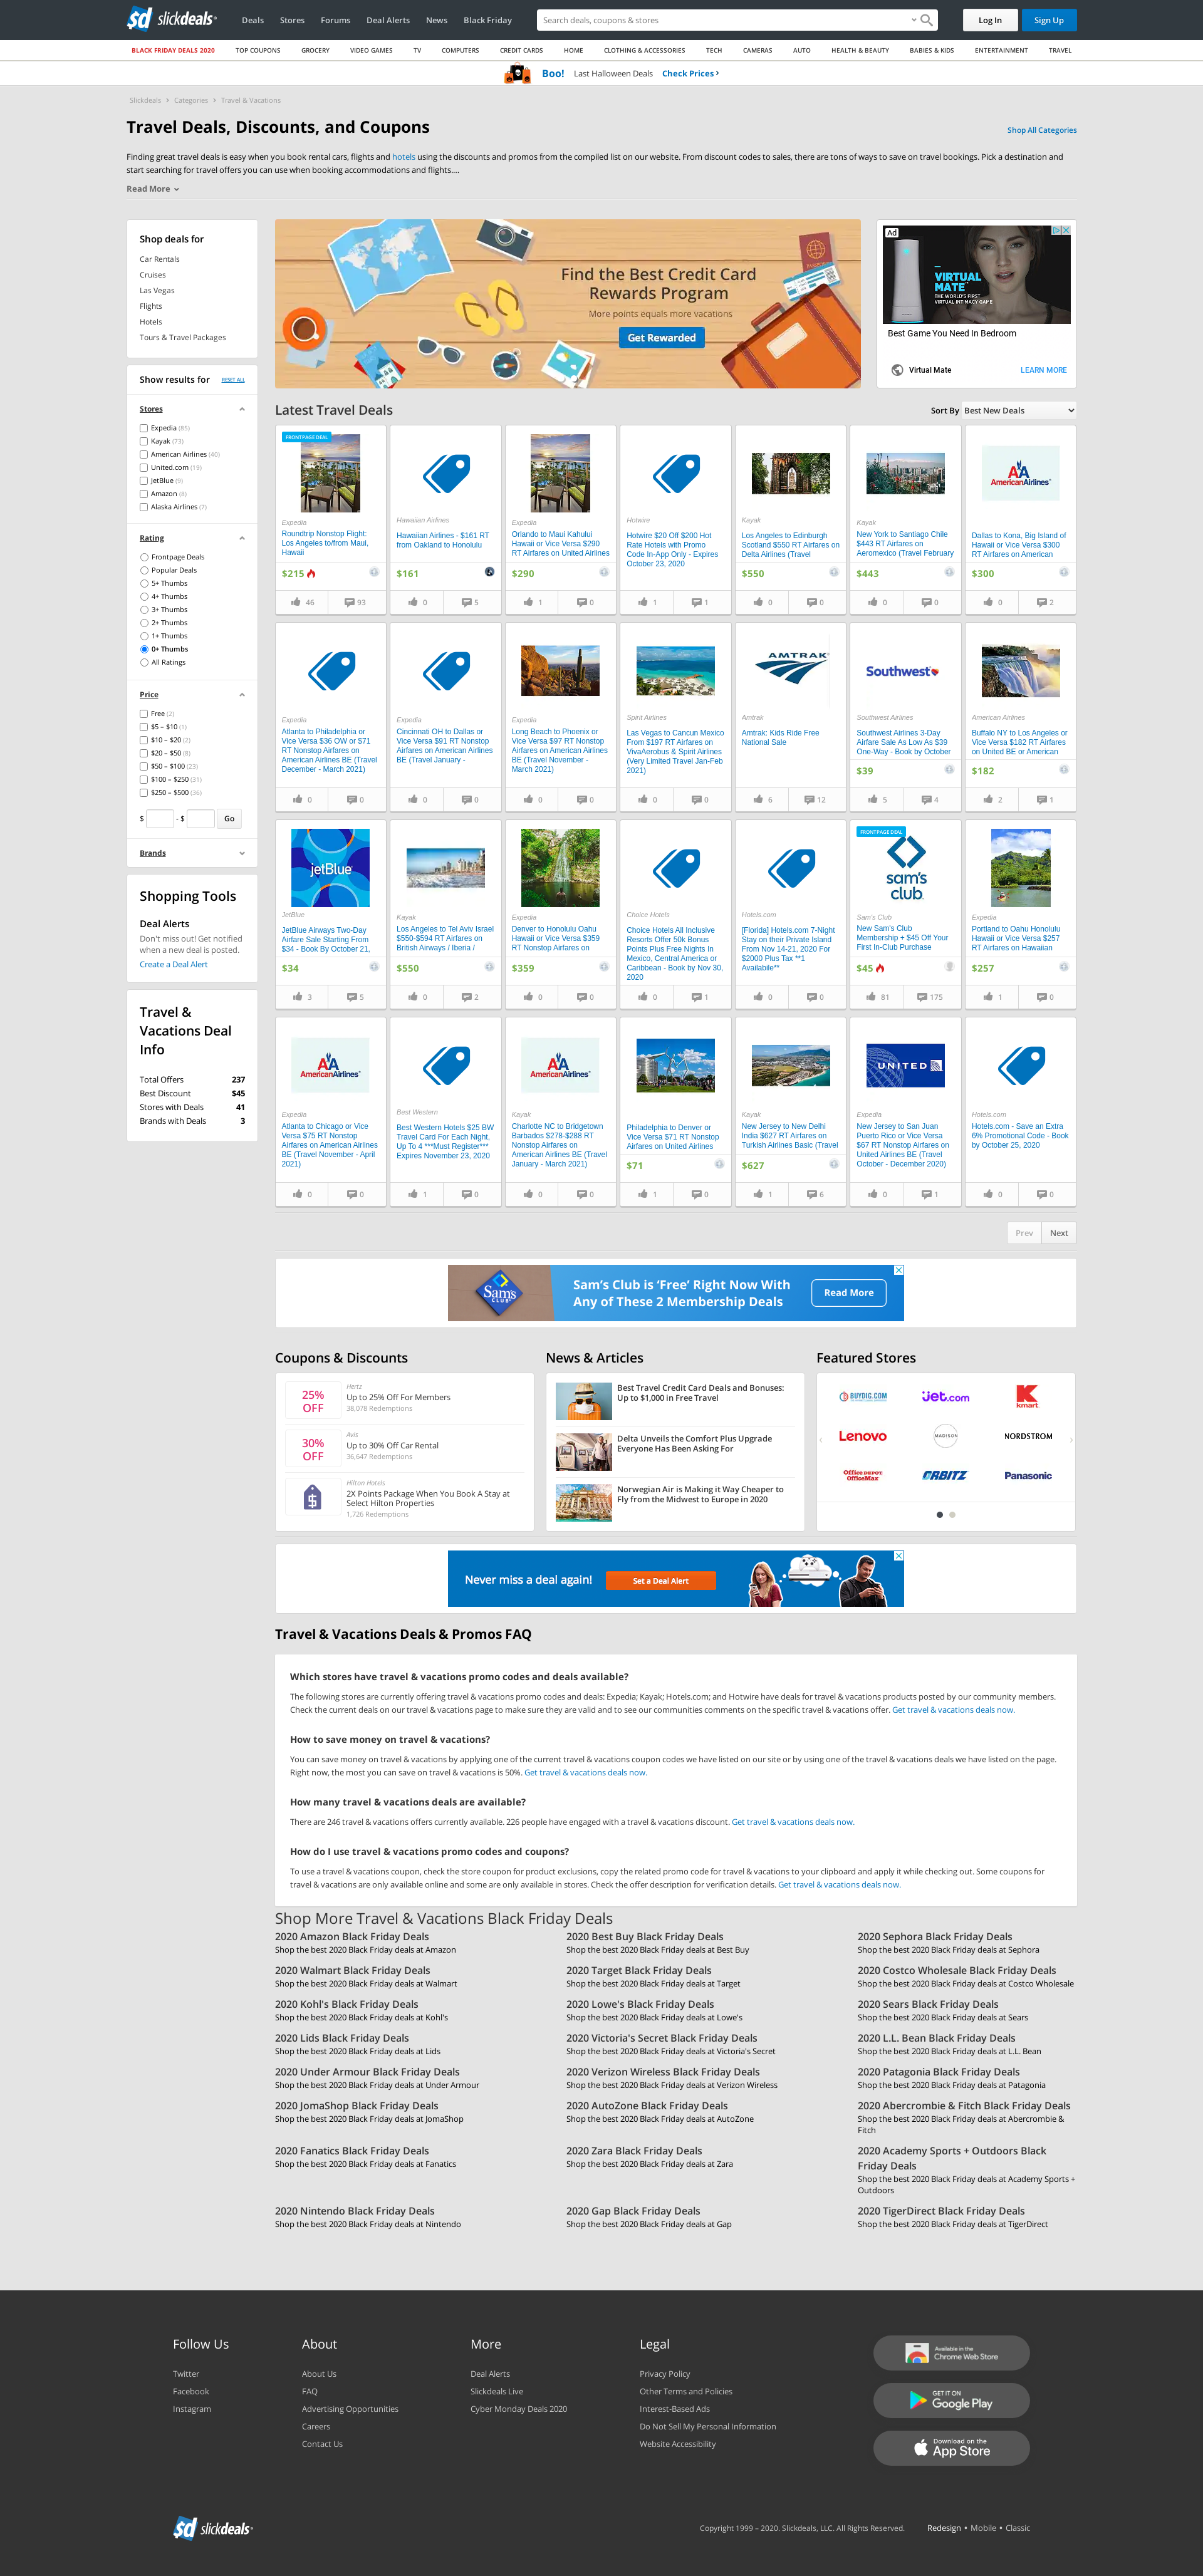 slickdeals
Deals
Stores
Forums
Deal Alerts
News
Black Friday
Search deals, coupons & stores
Log In
Sign Up
BLACK FRIDAY DEALS 2020
TOP COUPONS
GROCERY
VIDEO GAMES
TV
COMPUTERS
CREDIT CARDS
HOME
CLOTHING & ACCESSORIES
TECH
CAMERAS
AUTO
HEALTH & BEAUTY
BABIES & KIDS
ENTERTAINMENT
TRAVEL
Boo! Last Halloween Deals Check Prices
Slickdeals > Categories > Travel & Vacations
Travel Deals, Discounts, and Coupons
Shop All Categories
Finding great travel deals is easy when you book rental cars, flights and hotels using the discounts and promos from the compiled list on our website. From discount codes to sales, there are tons of ways to save on travel bookings. Pick a destination and
start searching for travel offers you can use when booking accommodations and flights....
Read More
Shop deals for
Car Rentals
Cruises
Las Vegas
Flights
Hotels
Tours & Travel Packages
Find the Best Credit Card
Rewards Program
More points equals more vacations
Get Rewarded
Ad
VIRTUAL
MATE
THE WORLD'S FIRST
VIRTUAL INTIMACY GAME
Best Game You Need In Bedroom
Virtual Mate
LEARN MORE
Show results for
RESET ALL
Stores
Expedia (85)
Kayak (73)
American Airlines (40)
United.com (19)
JetBlue (9)
Amazon (8)
Alaska Airlines (7)
Rating
Frontpage Deals
Popular Deals
5+ Thumbs
4+ Thumbs
3+ Thumbs
2+ Thumbs
1+ Thumbs
0+ Thumbs
All Ratings
Price
Free (2)
$5 – $10 (1)
$10 – $20 (2)
$20 – $50 (8)
$50 – $100 (23)
$100 – $250 (31)
$250 – $500 (36)
$ - $ Go
Brands
Shopping Tools
Deal Alerts
Don't miss out! Get notified
when a new deal is posted.
Create a Deal Alert
Travel &
Vacations Deal
Info
Total Offers 237
Best Discount $45
Stores with Deals 41
Brands with Deals 3
Latest Travel Deals
Sort By Best New Deals
FRONTPAGE DEAL
Expedia
Roundtrip Nonstop Flight:
Los Angeles to/from Maui,
Hawaii
$215
46 93
Hawaiian Airlines
Hawaiian Airlines - $161 RT
from Oakland to Honolulu
$161
0 5
Expedia
Orlando to Maui Kahului
Hawaii or Vice Versa $290
RT Airfares on United Airlines
$290
1 0
Hotwire
Hotwire $20 Off $200 Hot
Rate Hotels with Promo
Code In-App Only - Expires
October 23, 2020
1 1
Kayak
Los Angeles to Edinburgh
Scotland $550 RT Airfares on
Delta Airlines (Travel
$550
0 0
Kayak
New York to Santiago Chile
$443 RT Airfares on
Aeromexico (Travel February
$443
0 0
AmericanAirlines
Dallas to Kona, Big Island of
Hawaii or Vice Versa $300
RT Airfares on American
$300
0 2
Expedia
Atlanta to Philadelphia or
Vice Versa $36 OW or $71
RT Nonstop Airfares on
American Airlines BE (Travel
December - March 2021)
0 0
Expedia
Cincinnati OH to Dallas or
Vice Versa $91 RT Nonstop
Airfares on American Airlines
BE (Travel January -
0 0
Expedia
Long Beach to Phoenix or
Vice Versa $97 RT Nonstop
Airfares on American Airlines
BE (Travel November -
March 2021)
0 0
Spirit Airlines
Las Vegas to Cancun Mexico
From $197 RT Airfares on
VivaAerobus & Spirit Airlines
(Very Limited Travel Jan-Feb
2021)
0 0
AMTRAK
Amtrak
Amtrak: Kids Ride Free
National Sale
6 12
Southwest
Southwest Airlines
Southwest Airlines 3-Day
Airfare Sale As Low As $39
One-Way - Book by October
$39
5 4
American Airlines
Buffalo NY to Los Angeles or
Vice Versa $182 RT Airfares
on United BE or American
$182
2 1
jetBlue
JetBlue
JetBlue Airways Two-Day
Airfare Sale Starting From
$34 - Book By October 21,
$34
3 5
Kayak
Los Angeles to Tel Aviv Israel
$550-$594 RT Airfares on
British Airways / Iberia /
$550
0 2
Expedia
Denver to Honolulu Oahu
Hawaii or Vice Versa $359
RT Nonstop Airfares on
$359
0 0
Choice Hotels
Choice Hotels All Inclusive
Resorts Offer 50k Bonus
Points Plus Free Nights In
Mexico, Central America or
Caribbean - Book by Nov 30,
2020
0 1
Hotels.com
[Florida] Hotels.com 7-Night
Stay on their Private Island
From Nov 14-21, 2020 For
$2000 Plus Tax **1
Availabile**
0 0
FRONTPAGE DEAL
sam's club
Sam's Club
New Sam's Club
Membership + $45 Off Your
First In-Club Purchase
$45
81 175
Expedia
Portland to Oahu Honolulu
Hawaii or Vice Versa $257
RT Airfares on Hawaiian
$257
1 0
AmericanAirlines
Expedia
Atlanta to Chicago or Vice
Versa $75 RT Nonstop
Airfares on American Airlines
BE (Travel November - April
2021)
0 0
Best Western
Best Western Hotels $25 BW
Travel Card For Each Night,
Up To 4 ***Must Register***
Expires November 23, 2020
1 0
AmericanAirlines
Kayak
Charlotte NC to Bridgetown
Barbados $278-$288 RT
Nonstop Airfares on
American Airlines BE (Travel
January - March 2021)
0 0
Philadelphia to Denver or
Vice Versa $71 RT Nonstop
Airfares on United Airlines
$71
1 0
Kayak
New Jersey to New Delhi
India $627 RT Airfares on
Turkish Airlines Basic (Travel
$627
1 6
UNITED
Expedia
New Jersey to San Juan
Puerto Rico or Vice Versa
$67 RT Nonstop Airfares on
United Airlines BE (Travel
October - December 2020)
0 1
Hotels.com
Hotels.com - Save an Extra
6% Promotional Code - Book
by October 25, 2020
0 0
Prev Next
Sam's CLUB
Sam's Club is 'Free' Right Now With
Any of These 2 Membership Deals
Read More
Coupons & Discounts
25%
OFF
Hertz
Up to 25% Off For Members
38,078 Redemptions
30%
OFF
Avis
Up to 30% Off Car Rental
36,647 Redemptions
Hilton Hotels
2X Points Package When You Book A Stay at
Select Hilton Properties
1,726 Redemptions
News & Articles
Best Travel Credit Card Deals and Bonuses:
Up to $1,000 in Free Travel
Delta Unveils the Comfort Plus Upgrade
Everyone Has Been Asking For
Norwegian Air is Making it Way Cheaper to
Fly from the Midwest to Europe in 2020
Featured Stores
BUYDIG.COM
jet.com
kmart
Lenovo
MADISON
NORDSTROM
Office DEPOT
OfficeMax
ORBITZ
Panasonic
Never miss a deal again!
Set a Deal Alert
Travel & Vacations Deals & Promos FAQ
Which stores have travel & vacations promo codes and deals available?
The following stores are currently offering travel & vacations promo codes and deals: Expedia; Kayak; Hotels.com; and Hotwire have deals for travel & vacations products posted by our community members.
Check the current deals on our travel & vacations page to make sure they are valid and to see our communities comments on the specific travel & vacations offer. Get travel & vacations deals now.
How to save money on travel & vacations?
You can save money on travel & vacations by applying one of the current travel & vacations coupon codes we have listed on our site or by using one of the travel & vacations deals we have listed on the page.
Right now, the most you can save on travel & vacations is 50%. Get travel & vacations deals now.
How many travel & vacations deals are available?
There are 246 travel & vacations offers currently available. 226 people have engaged with a travel & vacations discount. Get travel & vacations deals now.
How do I use travel & vacations promo codes and coupons?
To use a travel & vacations coupon, check the store coupon for product exclusions, copy the related promo code for travel & vacations to your clipboard and apply it while checking out. Some coupons for
travel & vacations are only available online and some are only available in stores. Check the offer description for verification details. Get travel & vacations deals now.
Shop More Travel & Vacations Black Friday Deals
2020 Amazon Black Friday Deals
Shop the best 2020 Black Friday deals at Amazon
2020 Best Buy Black Friday Deals
Shop the best 2020 Black Friday deals at Best Buy
2020 Sephora Black Friday Deals
Shop the best 2020 Black Friday deals at Sephora
2020 Walmart Black Friday Deals
Shop the best 2020 Black Friday deals at Walmart
2020 Target Black Friday Deals
Shop the best 2020 Black Friday deals at Target
2020 Costco Wholesale Black Friday Deals
Shop the best 2020 Black Friday deals at Costco Wholesale
2020 Kohl's Black Friday Deals
Shop the best 2020 Black Friday deals at Kohl's
2020 Lowe's Black Friday Deals
Shop the best 2020 Black Friday deals at Lowe's
2020 Sears Black Friday Deals
Shop the best 2020 Black Friday deals at Sears
2020 Lids Black Friday Deals
Shop the best 2020 Black Friday deals at Lids
2020 Victoria's Secret Black Friday Deals
Shop the best 2020 Black Friday deals at Victoria's Secret
2020 L.L. Bean Black Friday Deals
Shop the best 2020 Black Friday deals at L.L. Bean
2020 Under Armour Black Friday Deals
Shop the best 2020 Black Friday deals at Under Armour
2020 Verizon Wireless Black Friday Deals
Shop the best 2020 Black Friday deals at Verizon Wireless
2020 Patagonia Black Friday Deals
Shop the best 2020 Black Friday deals at Patagonia
2020 JomaShop Black Friday Deals
Shop the best 2020 Black Friday deals at JomaShop
2020 AutoZone Black Friday Deals
Shop the best 2020 Black Friday deals at AutoZone
2020 Abercrombie & Fitch Black Friday Deals
Shop the best 2020 Black Friday deals at Abercrombie &
Fitch
2020 Fanatics Black Friday Deals
Shop the best 2020 Black Friday deals at Fanatics
2020 Zara Black Friday Deals
Shop the best 2020 Black Friday deals at Zara
2020 Academy Sports + Outdoors Black
Friday Deals
Shop the best 2020 Black Friday deals at Academy Sports +
Outdoors
2020 Nintendo Black Friday Deals
Shop the best 2020 Black Friday deals at Nintendo
2020 Gap Black Friday Deals
Shop the best 2020 Black Friday deals at Gap
2020 TigerDirect Black Friday Deals
Shop the best 2020 Black Friday deals at TigerDirect
Follow Us
Twitter
Facebook
Instagram
About
About Us
FAQ
Advertising Opportunities
Careers
Contact Us
More
Deal Alerts
Slickdeals Live
Cyber Monday Deals 2020
Legal
Privacy Policy
Other Terms and Policies
Interest-Based Ads
Do Not Sell My Personal Information
Website Accessibility
Available in the
Chrome Web Store
GET IT ON
Google Play
Download on the
App Store
slickdeals
Copyright 1999 – 2020. Slickdeals, LLC. All Rights Reserved.
Redesign • Mobile • Classic